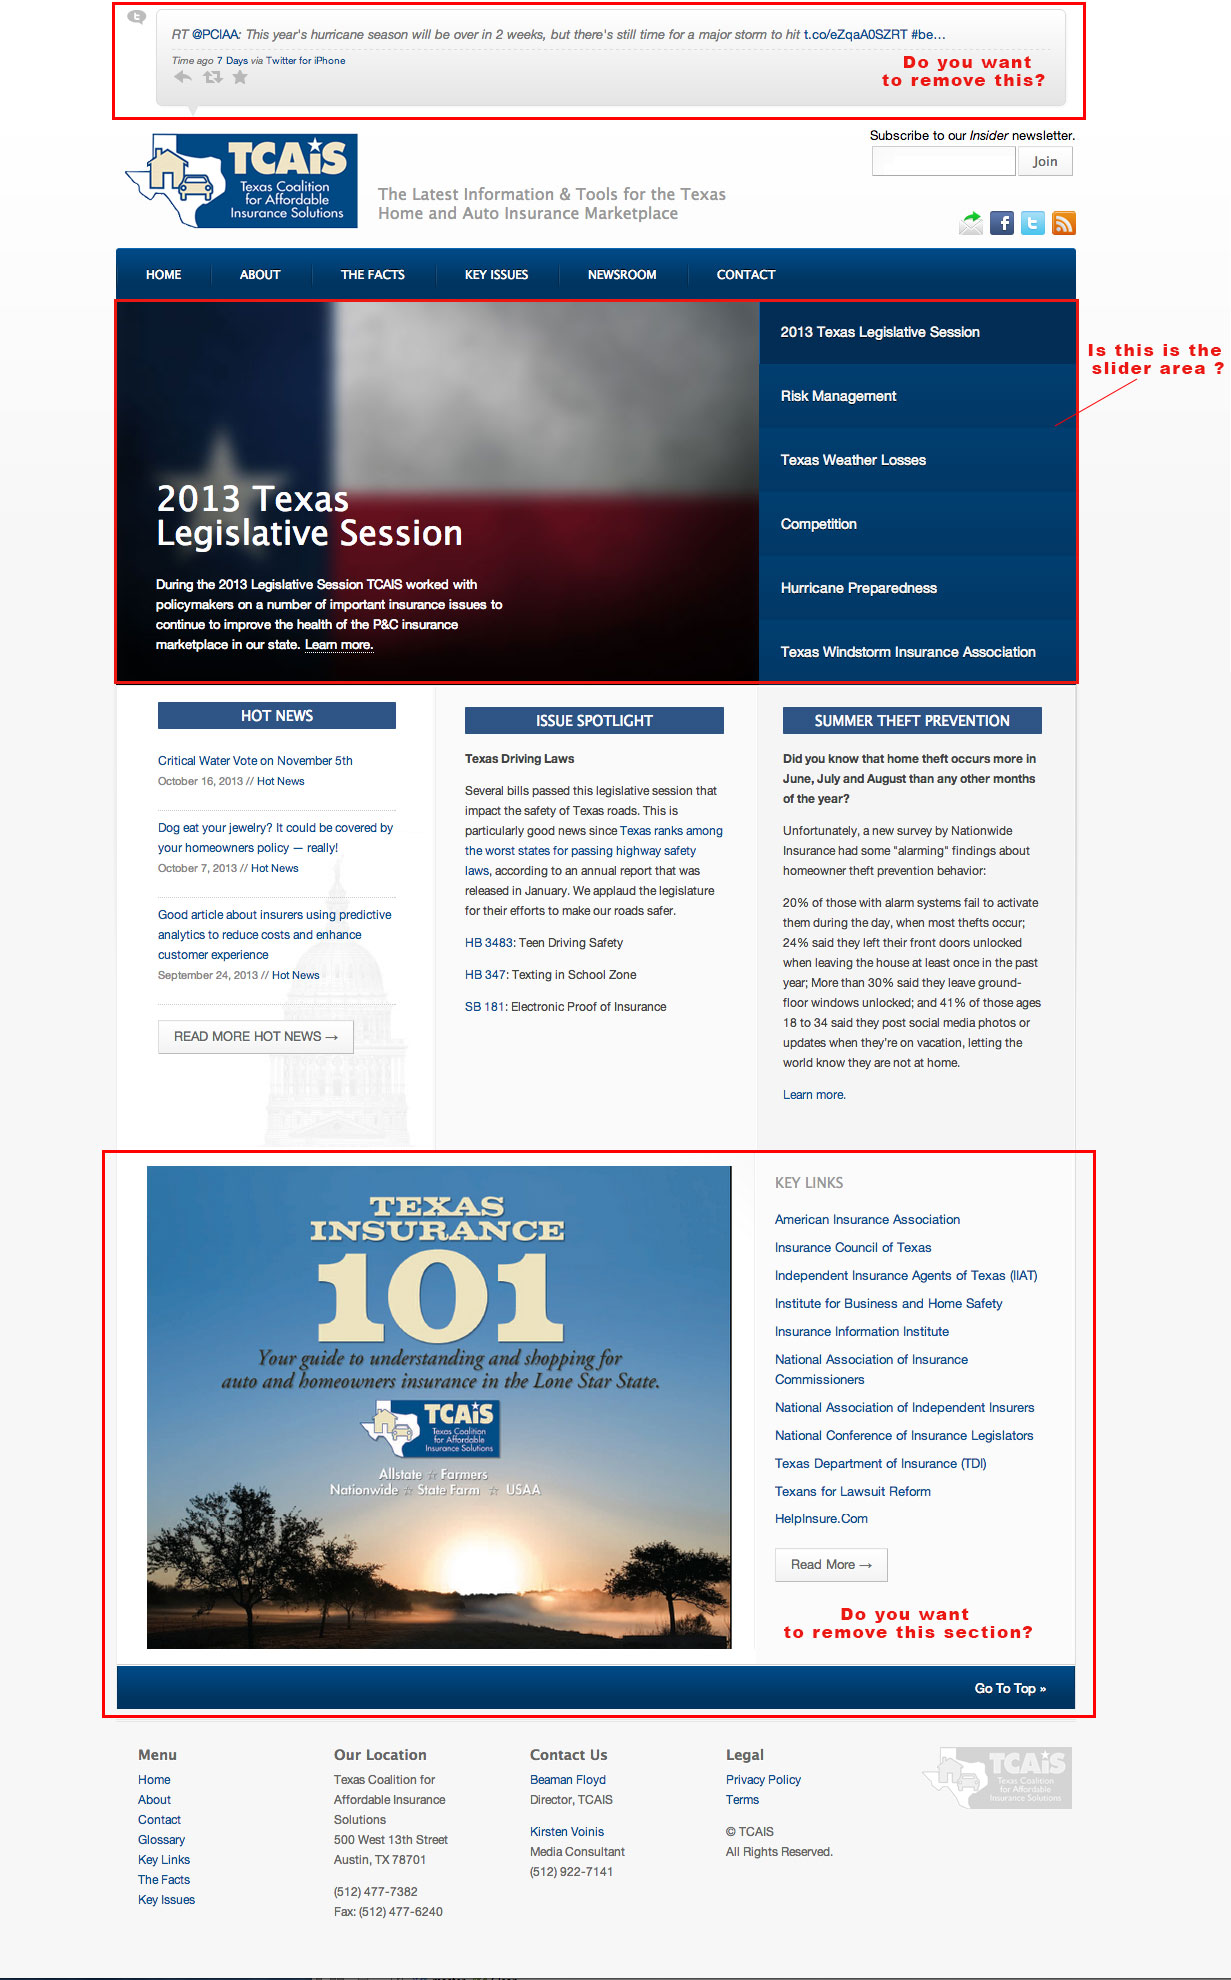 RT @PCIAA: This year's hurricane season will be over in 2 weeks, but there's still time for a major storm to hit t.co/eZqaA0SZRT #be...
Time ago 7 Days via Twitter for iPhone
Do you want
to remove this?
TCAiS
Texas Coalition
for Affordable
Insurance Solutions
The Latest Information & Tools for the Texas
Home and Auto Insurance Marketplace
Subscribe to our Insider newsletter.
Join
HOME
ABOUT
THE FACTS
KEY ISSUES
NEWSROOM
CONTACT
2013 Texas
Legislative Session
During the 2013 Legislative Session TCAIS worked with
policymakers on a number of important insurance issues to
continue to improve the health of the P&C insurance
marketplace in our state. Learn more.
2013 Texas Legislative Session
Risk Management
Texas Weather Losses
Competition
Hurricane Preparedness
Texas Windstorm Insurance Association
Is this is the
slider area ?
HOT NEWS
Critical Water Vote on November 5th
October 16, 2013 // Hot News
Dog eat your jewelry? It could be covered by
your homeowners policy — really!
October 7, 2013 // Hot News
Good article about insurers using predictive
analytics to reduce costs and enhance
customer experience
September 24, 2013 // Hot News
READ MORE HOT NEWS →
ISSUE SPOTLIGHT
Texas Driving Laws
Several bills passed this legislative session that
impact the safety of Texas roads. This is
particularly good news since Texas ranks among
the worst states for passing highway safety
laws, according to an annual report that was
released in January. We applaud the legislature
for their efforts to make our roads safer.
HB 3483: Teen Driving Safety
HB 347: Texting in School Zone
SB 181: Electronic Proof of Insurance
SUMMER THEFT PREVENTION
Did you know that home theft occurs more in
June, July and August than any other months
of the year?
Unfortunately, a new survey by Nationwide
Insurance had some "alarming" findings about
homeowner theft prevention behavior:
20% of those with alarm systems fail to activate
them during the day, when most thefts occur;
24% said they left their front doors unlocked
when leaving the house at least once in the past
year; More than 30% said they leave ground-
floor windows unlocked; and 41% of those ages
18 to 34 said they post social media photos or
updates when they're on vacation, letting the
world know they are not at home.
Learn more.
TEXAS
INSURANCE
101
Your guide to understanding and shopping for
auto and homeowners insurance in the Lone Star State.
TCAiS
Texas Coalition
for Affordable
Insurance Solutions
Allstate ☆ Farmers
Nationwide ☆ State Farm ☆ USAA
KEY LINKS
American Insurance Association
Insurance Council of Texas
Independent Insurance Agents of Texas (IIAT)
Institute for Business and Home Safety
Insurance Information Institute
National Association of Insurance
Commissioners
National Association of Independent Insurers
National Conference of Insurance Legislators
Texas Department of Insurance (TDI)
Texans for Lawsuit Reform
HelpInsure.Com
Read More →
Do you want
to remove this section?
Go To Top »
Menu
Home
About
Contact
Glossary
Key Links
The Facts
Key Issues
Our Location
Texas Coalition for
Affordable Insurance
Solutions
500 West 13th Street
Austin, TX 78701
(512) 477-7382
Fax: (512) 477-6240
Contact Us
Beaman Floyd
Director, TCAIS
Kirsten Voinis
Media Consultant
(512) 922-7141
Legal
Privacy Policy
Terms
© TCAIS
All Rights Reserved.
TCAiS
Texas Coalition
for Affordable
Insurance Solutions